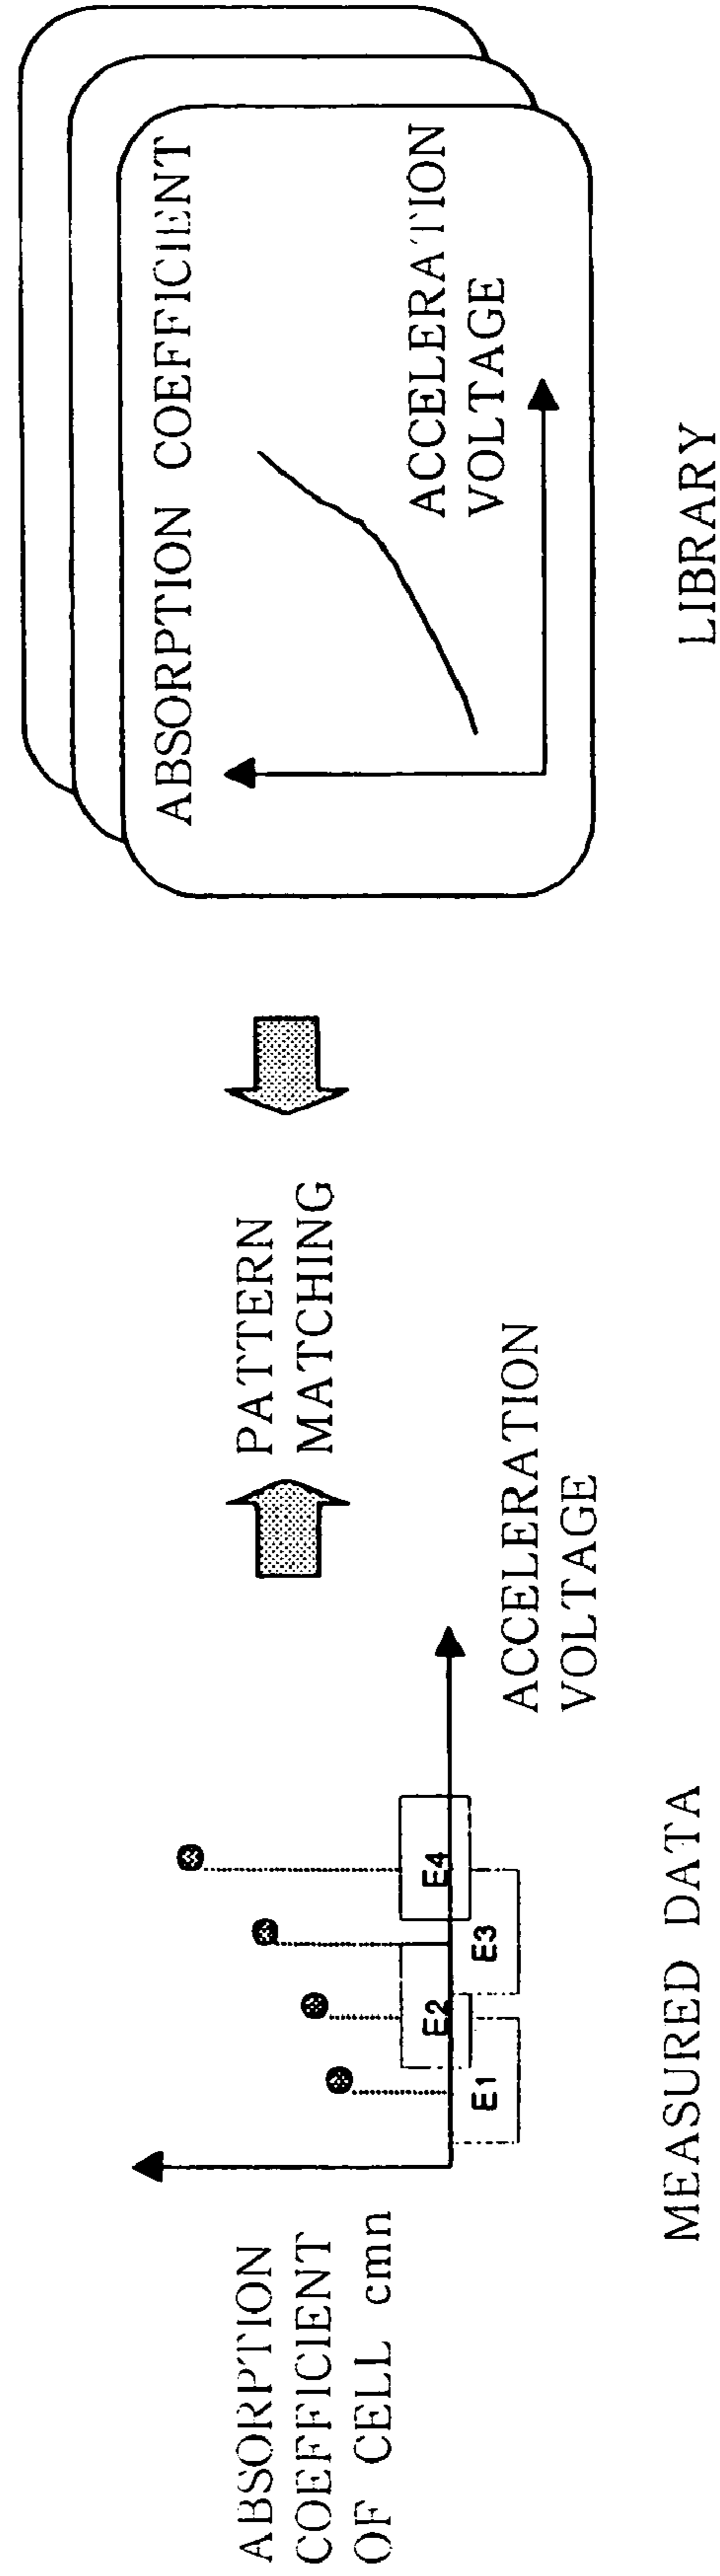 ABSORPTION
COEFFICIENT
OF CELL cmn
E1
E2
E3
E4
ACCELERATION
VOLTAGE
MEASURED DATA
PATTERN
MATCHING
ABSORPTION COEFFICIENT
ACCELERATION
VOLTAGE
LIBRARY